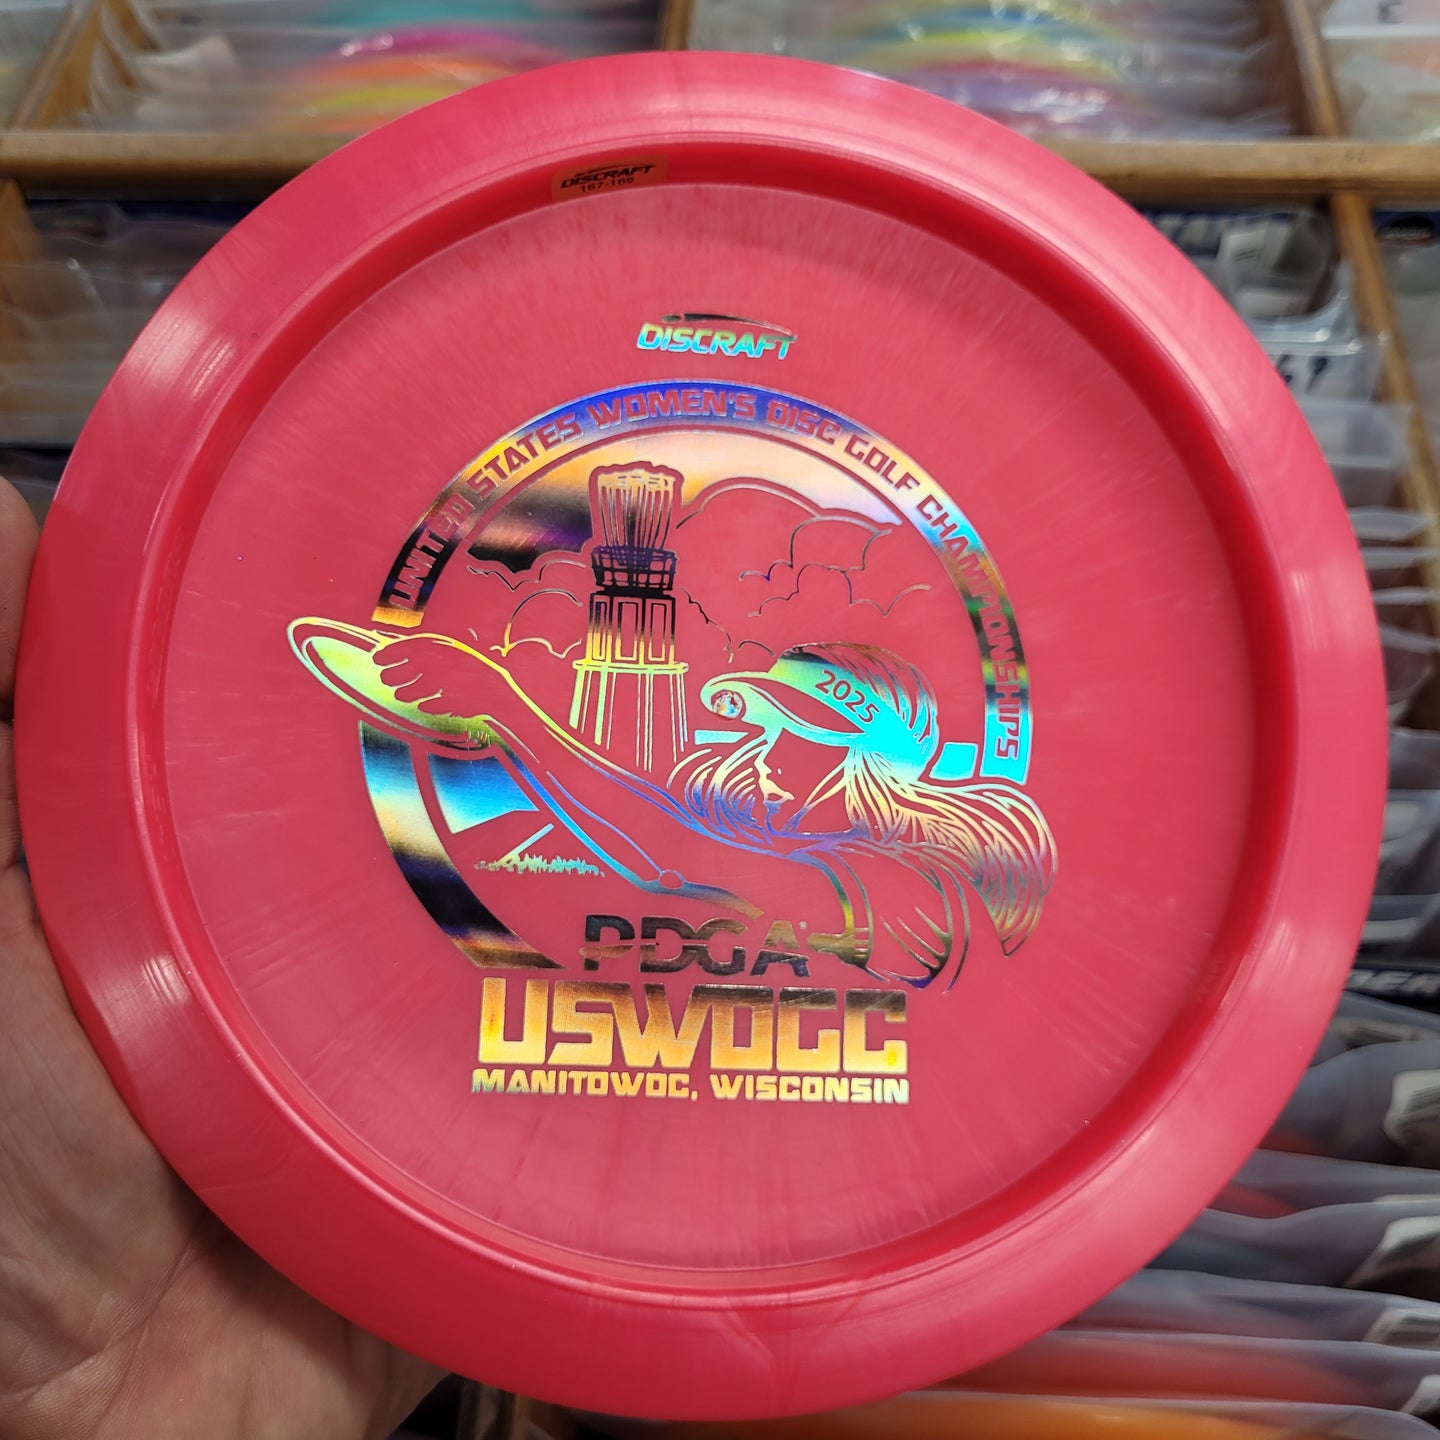 DISCRAFT
167-169
DISCRAFT
UNITED STATES WOMEN'S DISC GOLF CHAMPIONSHIPS
2025
PDGA®
USWDGC
MANITOWOC, WISCONSIN